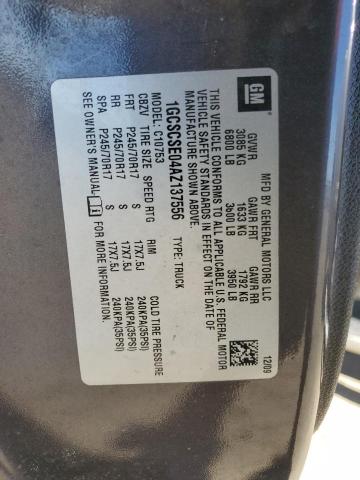 GM
MFD BY GENERAL MOTORS LLC 12/09
GVWR GAWR FRT GAWR RR
3085 KG 1633 KG 1792 KG
6800 LB 3600 LB 3950 LB
THIS VEHICLE CONFORMS TO ALL APPLICABLE U.S. FEDERAL MOTOR
VEHICLE SAFETY STANDARDS IN EFFECT ON THE DATE OF
MANUFACTURE SHOWN ABOVE.
1GCSCSE04AZ137556 TYPE: TRUCK
MODEL: C10753
CBZV TIRE SIZE SPEED RTG RIM COLD TIRE PRESSURE
FRT P245/70R17 S 17X7.5J 240KPA(35PSI)
RR P245/70R17 S 17X7.5J 240KPA(35PSI)
SPA P245/70R17 S 17X7.5J 240KPA(35PSI)
SEE OWNER'S MANUAL FOR MORE INFORMATION.